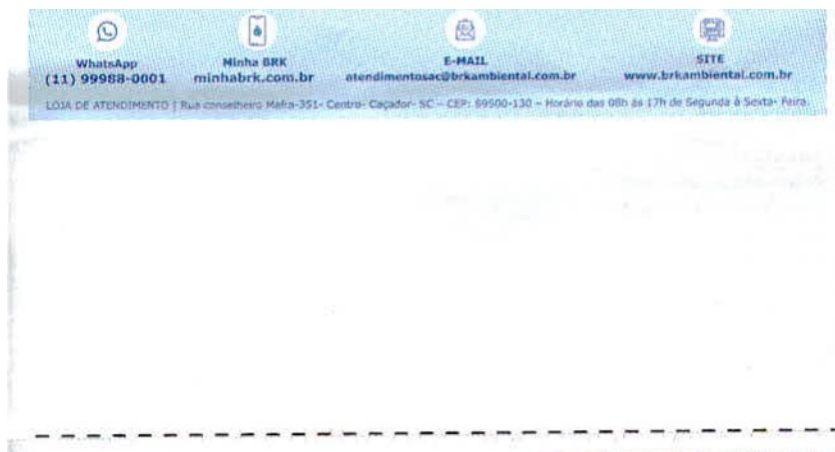 WhatsApp
(11) 99988-0001
Minha BRK
minhabrk.com.br
E-MAIL
atendimentosac@brkambiental.com.br
SITE
www.brkambiental.com.br
LOJA DE ATENDIMENTO | Rua conselheiro Mafra-351- Centro- Caçador- SC - CEP: 89500-130 – Horário das 08h às 17h de Segunda à Sexta- Feira.